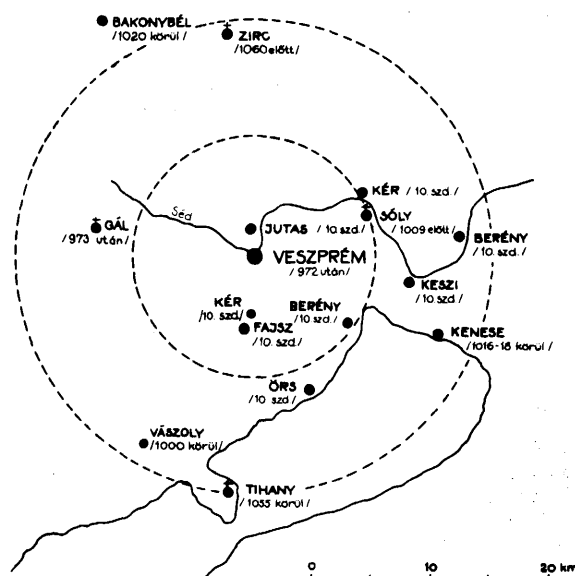 BAKONYBÉL
/1020 körül/
ZIRC
/1060 előtt/
KÉR /10. szd./
Séd
GÁL
/973 után/
SÓLY
/1009 előtt/
JUTAS /10. szd./
BERÉNY
/10. szd./
VESZPRÉM
/972 után/
KESZI
/10. szd./
KÉR
/10. szd/
BERÉNY
/10 szd./
FAJSZ
/10. szd./
KENESE
/1016-18 körül/
ÖRS
/10 szd./
VÁSZOLY
/1000 körül/
TIHANY
/1055 körül/
0 10 20 km